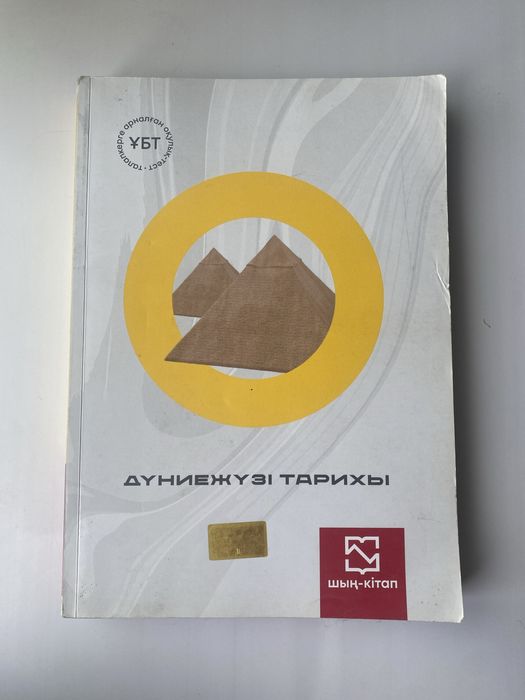 талапкерге арналған оқулық-тест
ҰБТ
ДҮНИЕЖҮЗІ ТАРИХЫ
шың-кітап